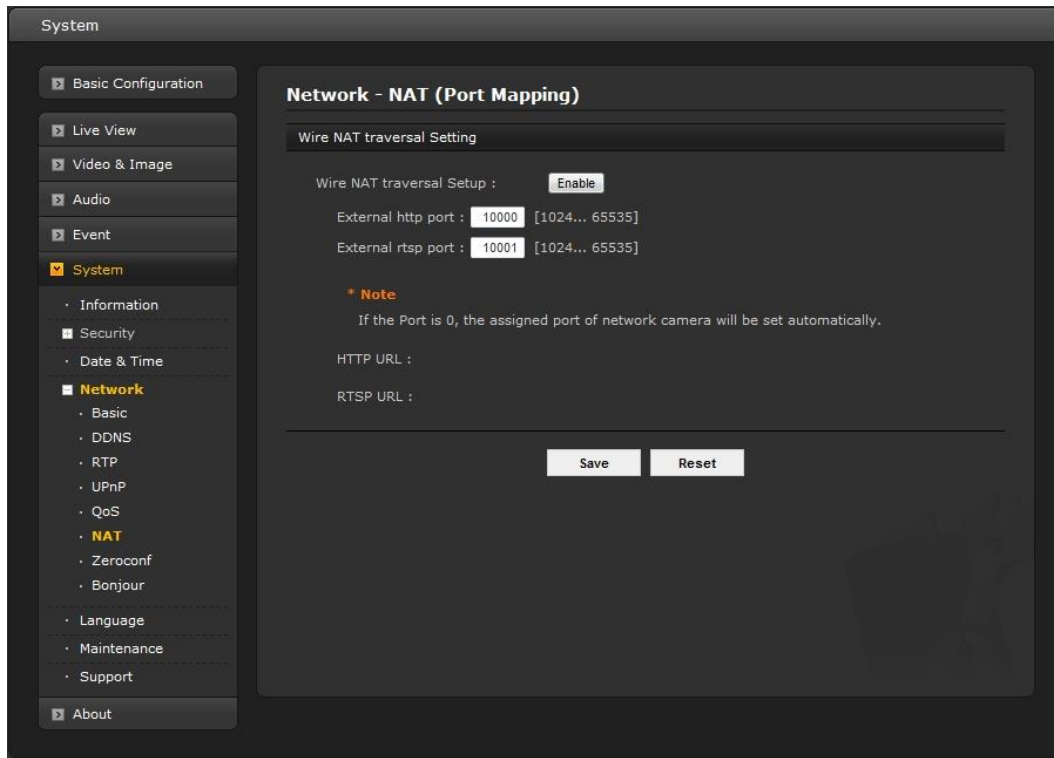 System
Basic Configuration
Live View
Video & Image
Audio
Event
System
· Information
Security
· Date & Time
Network
· Basic
· DDNS
· RTP
· UPnP
· QoS
· NAT
· Zeroconf
· Bonjour
· Language
· Maintenance
· Support
About
Network - NAT (Port Mapping)
Wire NAT traversal Setting
Wire NAT traversal Setup : Enable
External http port : 10000 [1024... 65535]
External rtsp port : 10001 [1024... 65535]
* Note
If the Port is 0, the assigned port of network camera will be set automatically.
HTTP URL :
RTSP URL :
Save Reset